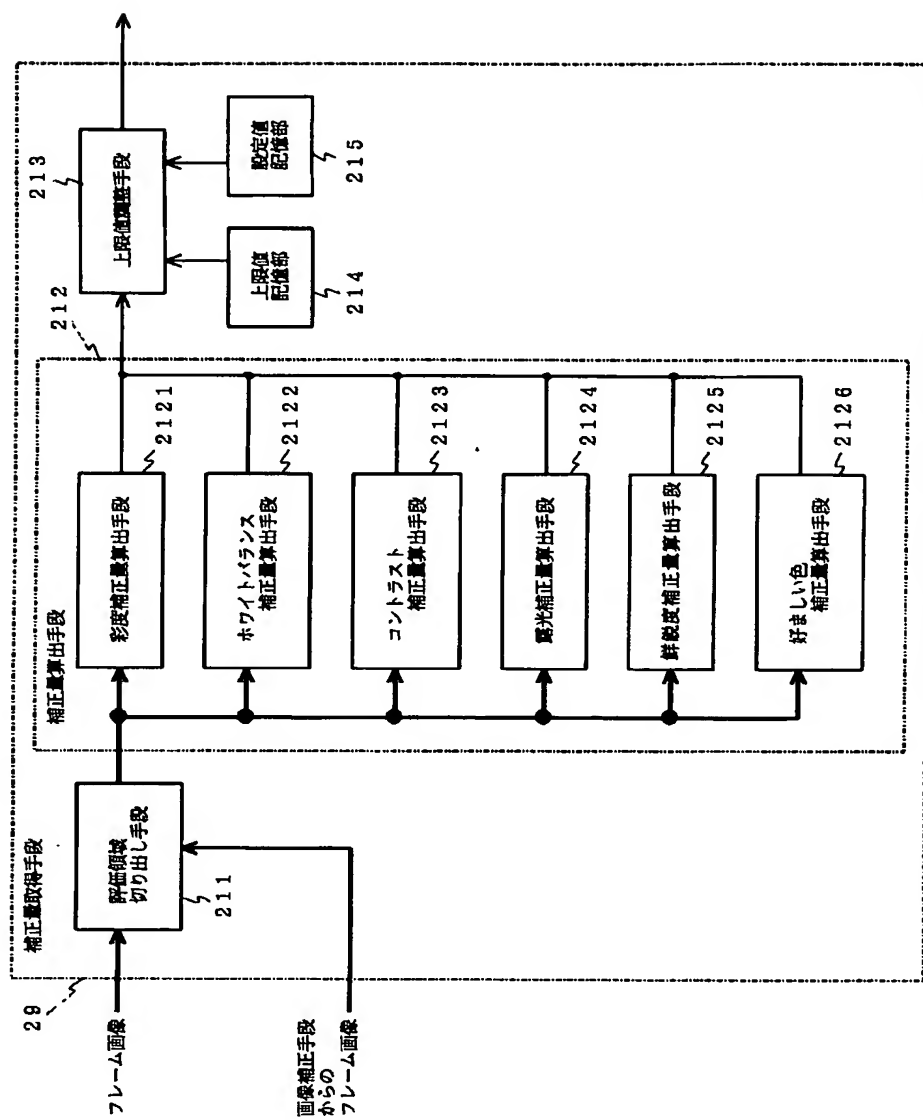 29
補正量取得手段
フレーム画像
画像補正手段
からの
フレーム画像
評価領域
切り出し手段
211
212
補正量算出手段
彩度補正量算出手段
2121
ホワイトバランス
補正量算出手段
2122
コントラスト
補正量算出手段
2123
露光補正量算出手段
2124
鮮鋭度補正量算出手段
2125
好ましい色
補正量算出手段
2126
213
上限値調整手段
上限値
記憶部
214
設定値
記憶部
215